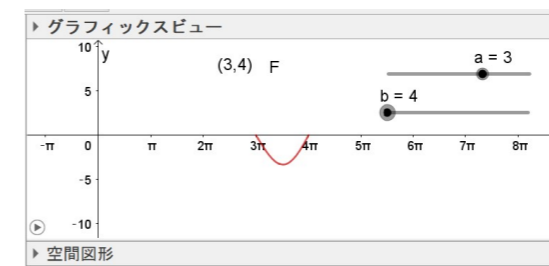 グラフィックスビュー
10
y
(3,4) F
a = 3
5
b = 4
-π 0 π 2π 3π 4π 5π 6π 7π 8π
-5
-10
空間図形